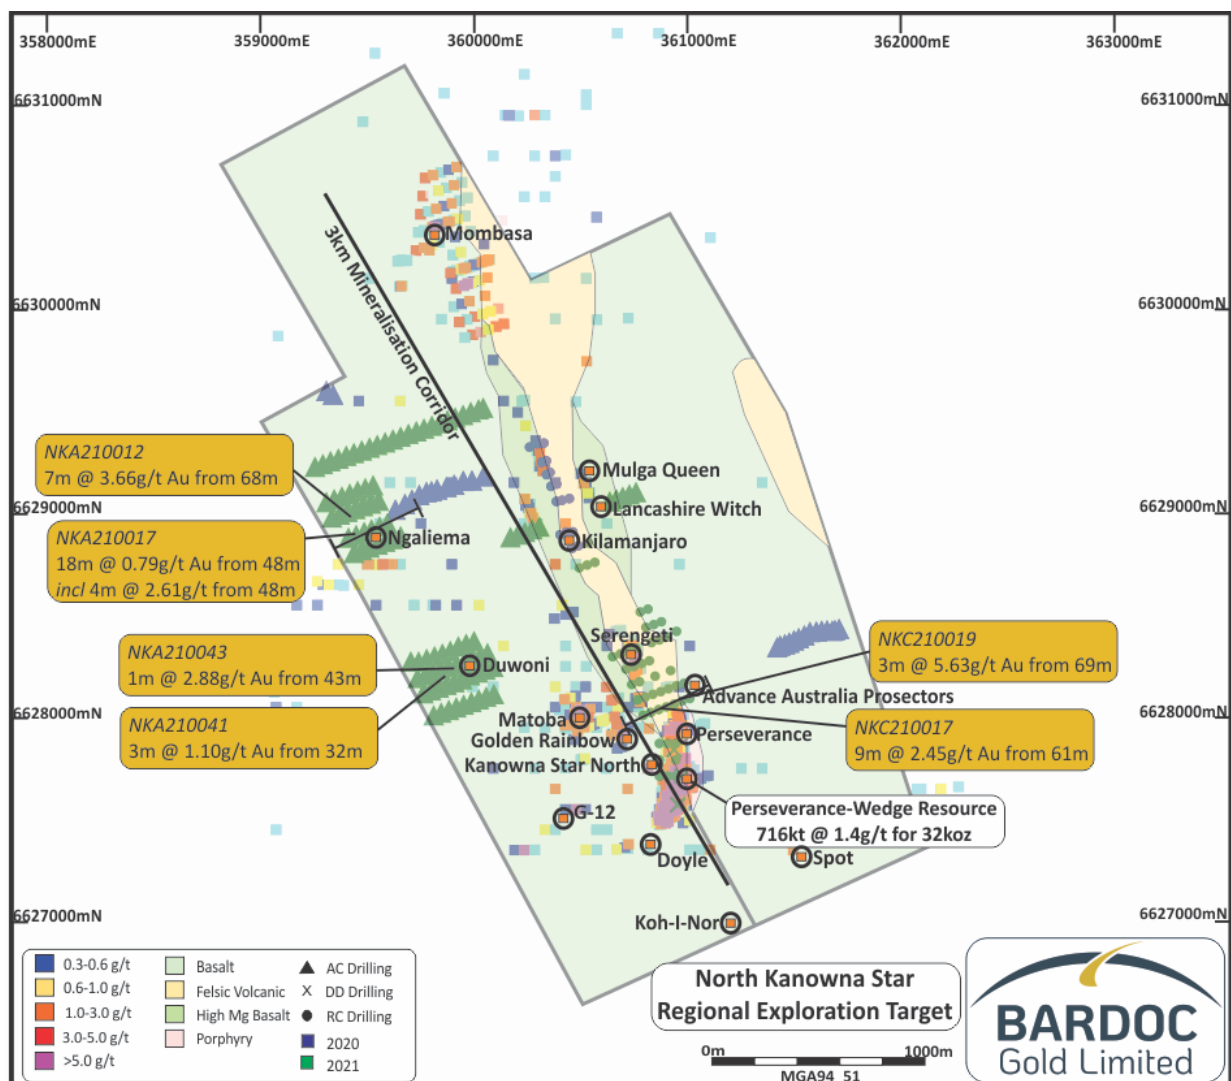 358000mE
359000mE
360000mE
361000mE
362000mE
363000mE
6631000mN
6631000mN
Mombasa
3km Mineralisation Corridor
6630000mN
6630000mN
NKA210012
7m @ 3.66g/t Au from 68m
Mulga Queen
Lancashire Witch
6629000mN
6629000mN
NKA210017
18m @ 0.79g/t Au from 48m
incl 4m @ 2.61g/t from 48m
Ngaliema
Kilamanjaro
Serengeti
NKC210019
3m @ 5.63g/t Au from 69m
NKA210043
1m @ 2.88g/t Au from 43m
Duwoni
Advance Australia Prosectors
6628000mN
6628000mN
NKA210041
3m @ 1.10g/t Au from 32m
Matoba
Golden Rainbow
Perseverance
NKC210017
9m @ 2.45g/t Au from 61m
Kanowna Star North
Perseverance-Wedge Resource
716kt @ 1.4g/t for 32koz
G-12
Doyle
Spot
6627000mN
6627000mN
Koh-I-Nor
0.3-0.6 g/t
0.6-1.0 g/t
1.0-3.0 g/t
3.0-5.0 g/t
>5.0 g/t
Basalt
Felsic Volcanic
High Mg Basalt
Porphyry
AC Drilling
DD Drilling
RC Drilling
2020
2021
North Kanowna Star
Regional Exploration Target
0m
1000m
MGA94_51
BARDOC
Gold Limited